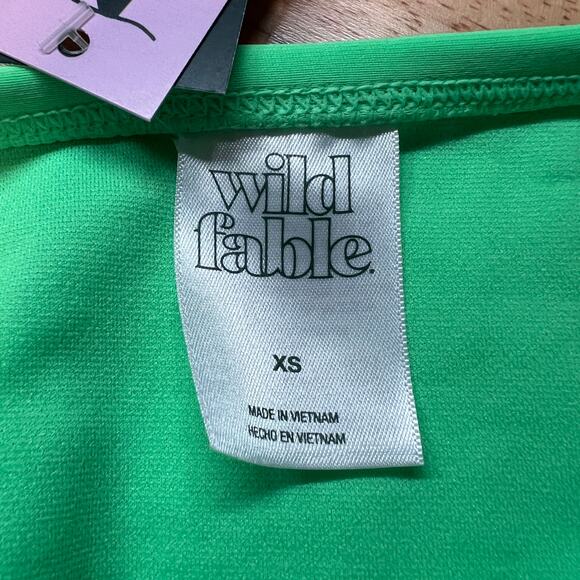 wild
fable.
XS
MADE IN VIETNAM
HECHO EN VIETNAM